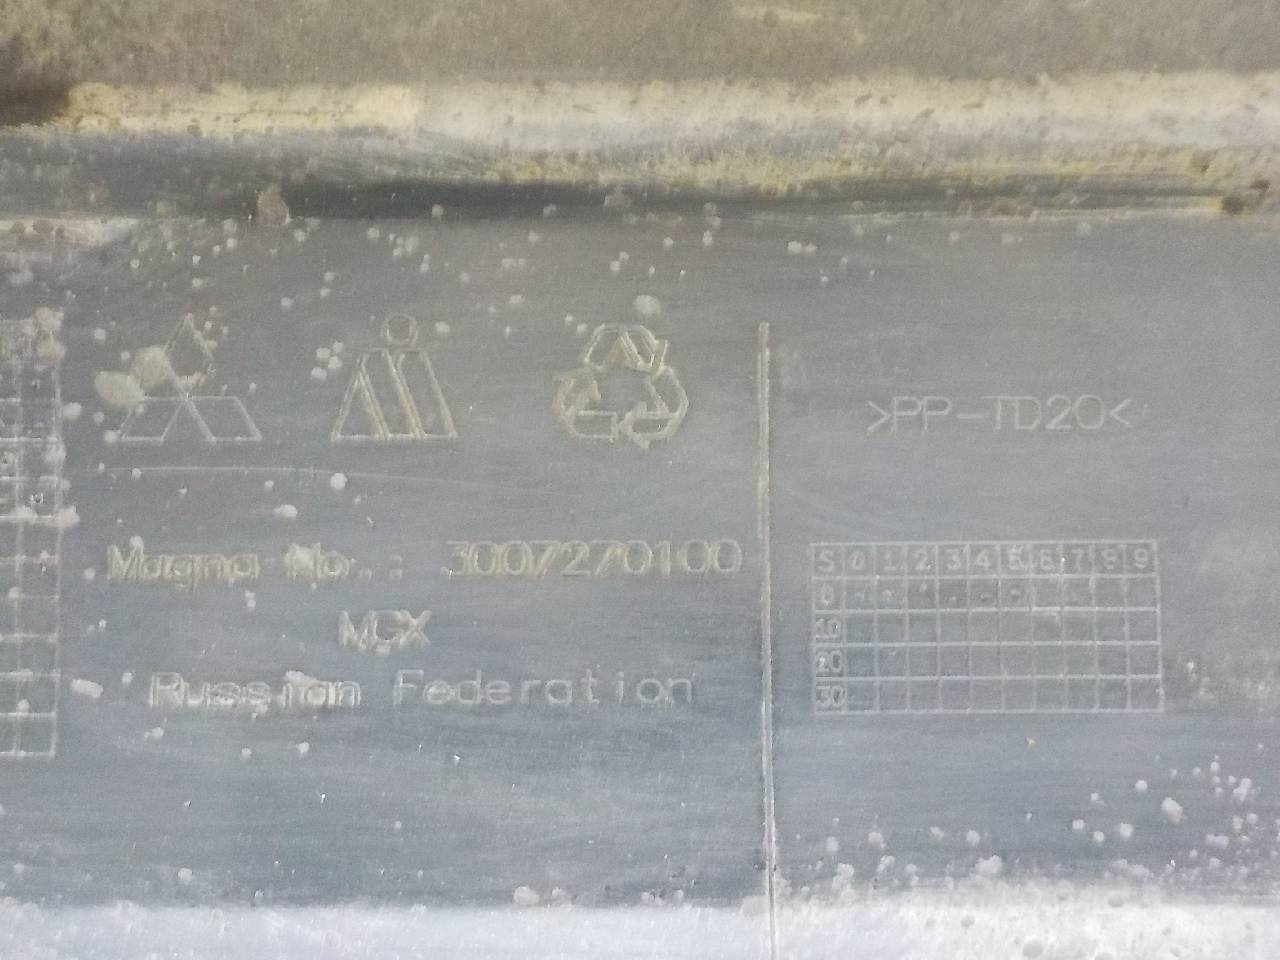 >PP-TD20<
Magna No.: 3007270100
MGX
Russian Federation
S 0 1 2 3 4 5 6 7 8 9
0
10
20
30